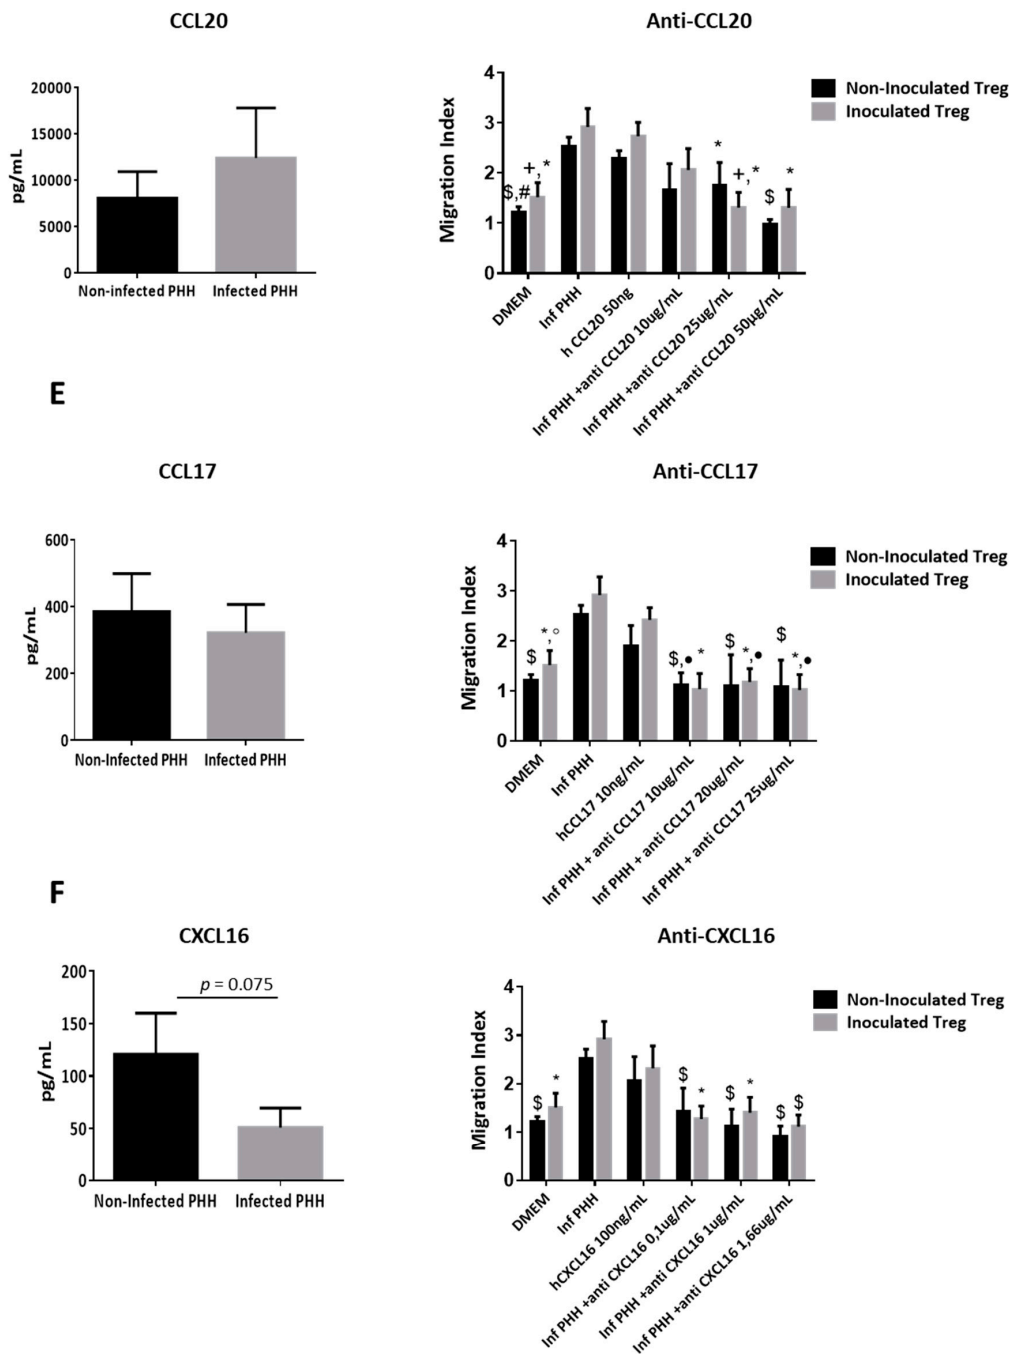 CCL20
Anti-CCL20
20000
15000
10000
5000
0
pg/mL
Non-infected PHH
Infected PHH
4
3
2
1
0
Migration Index
$,#
+,*
*
+,*
$
*
Non-Inoculated Treg
Inoculated Treg
DMEM
Inf PHH
h CCL20 50ng
Inf PHH +anti CCL20 10ug/mL
Inf PHH +anti CCL20 25ug/mL
Inf PHH +anti CCL20 50µg/mL
E
CCL17
Anti-CCL17
600
400
200
0
pg/mL
Non-Infected PHH
Infected PHH
4
3
2
1
0
Migration Index
$
*,°
$,•
*
$
*,•
$
*,•
Non-Inoculated Treg
Inoculated Treg
DMEM
Inf PHH
hCCL17 10ng/mL
Inf PHH + anti CCL17 10ug/mL
Inf PHH + anti CCL17 20ug/mL
Inf PHH + anti CCL17 25ug/mL
F
CXCL16
Anti-CXCL16
200
150
100
50
0
pg/mL
p = 0.075
Non-Infected PHH
Infected PHH
4
3
2
1
0
Migration Index
$
*
$
*
$
*
$
$
Non-Inoculated Treg
Inoculated Treg
DMEM
Inf PHH
hCXCL16 100ng/mL
Inf PHH +anti CXCL16 0,1ug/mL
Inf PHH +anti CXCL16 1ug/mL
Inf PHH +anti CXCL16 1,66ug/mL